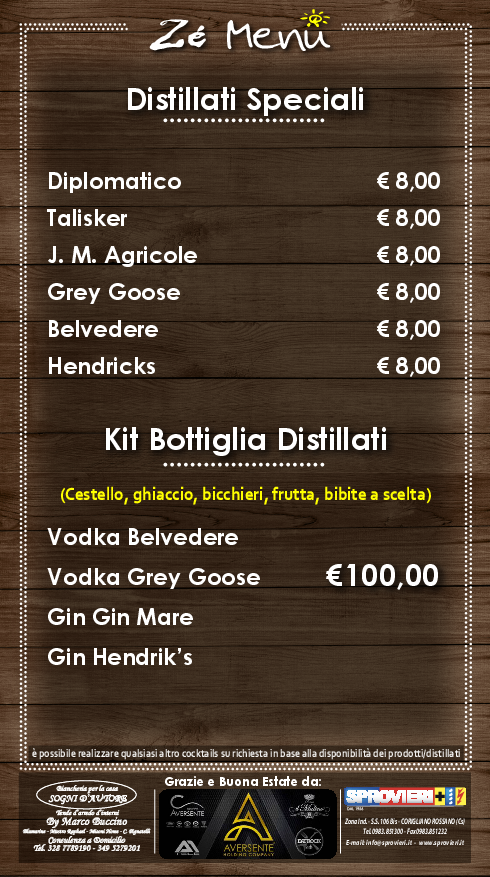 Zé Menù
Distillati Speciali
Diplomatico € 8,00
Talisker € 8,00
J. M. Agricole € 8,00
Grey Goose € 8,00
Belvedere € 8,00
Hendricks € 8,00
Kit Bottiglia Distillati
(Cestello, ghiaccio, bicchieri, frutta, bibite a scelta)
Vodka Belvedere
Vodka Grey Goose €100,00
Gin Gin Mare
Gin Hendrik’s
è possibile realizzare qualsiasi altro cocktails su richiesta in base alla disponibilità dei prodotti/distillati
Grazie e Buona Estate da:
Biancheria per la casa
SOGNI D'AUTORE
Tende d'arredo d'interni
By Marco Buccino
Consulenza a Domicilio
Tel. 328 7789190 - 349 5279201
AVERSENTE
AVERSENTE
HOLDING COMPANY
SPROVIERI
Zona Ind. - S.S. 106 Bis - CORIGLIANO ROSSANO (Cs)
Tel. 0983.851300 - Fax 0983.851232
E-mail: info@sprovieri.it - www.sprovieri.it